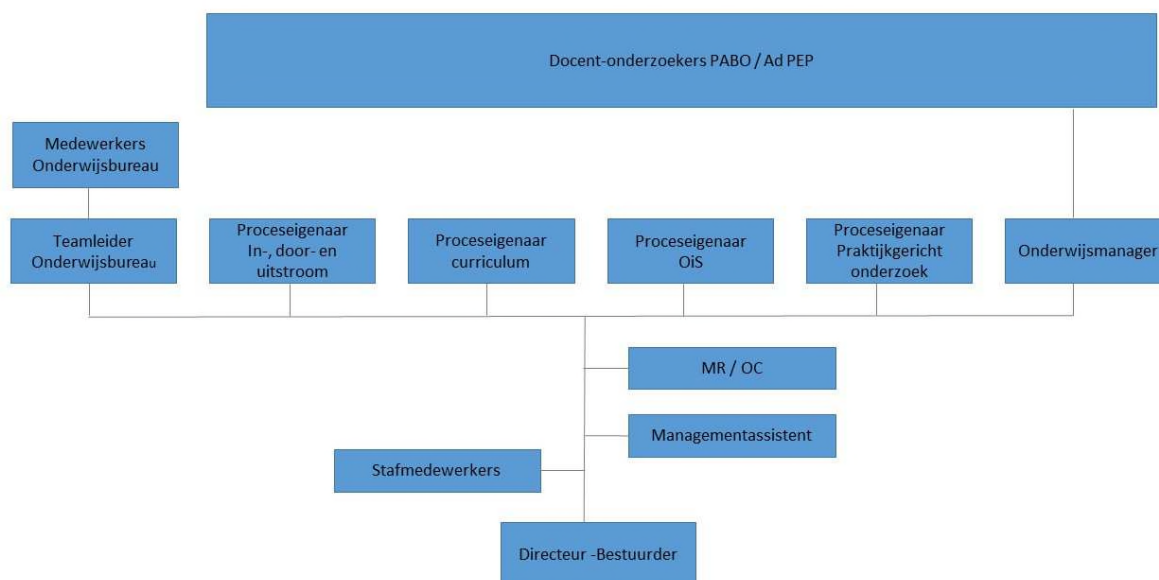 Docent-onderzoekers PABO / Ad PEP
Medewerkers
Onderwijsbureau
Teamleider
Onderwijsbureau
Proceseigenaar
In-, door- en
uitstroom
Proceseigenaar
curriculum
Proceseigenaar
OiS
Proceseigenaar
Praktijkgericht
onderzoek
Onderwijsmanager
MR / OC
Managementassistent
Stafmedewerkers
Directeur -Bestuurder